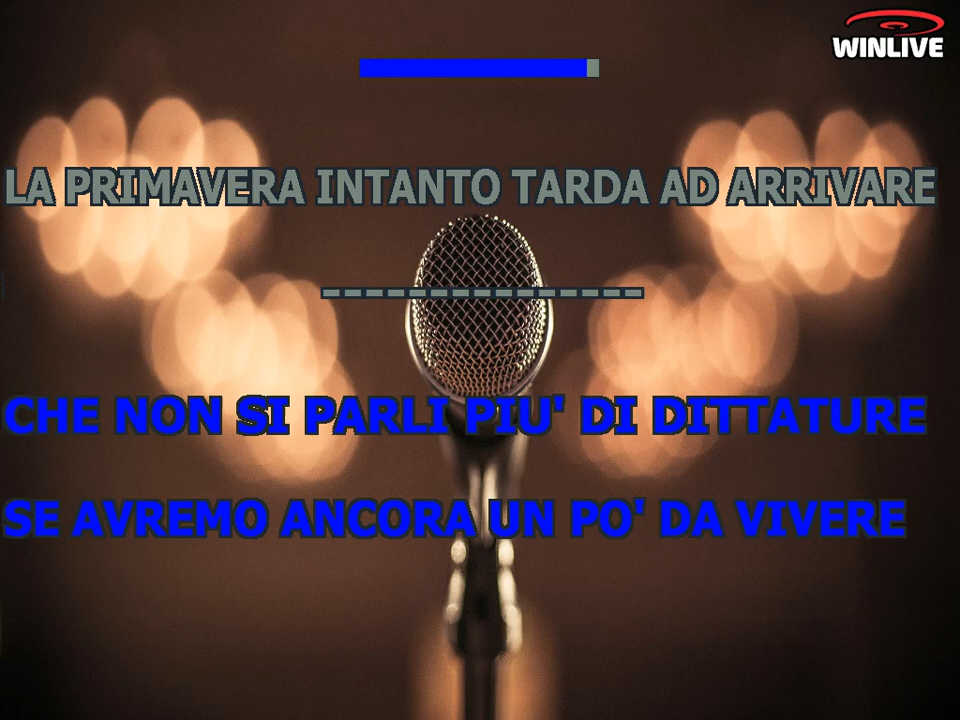 WINLIVE
LA PRIMAVERA INTANTO TARDA AD ARRIVARE
---------------
CHE NON SI PARLI PIU' DI DITTATURE
SE AVREMO ANCORA UN PO' DA VIVERE